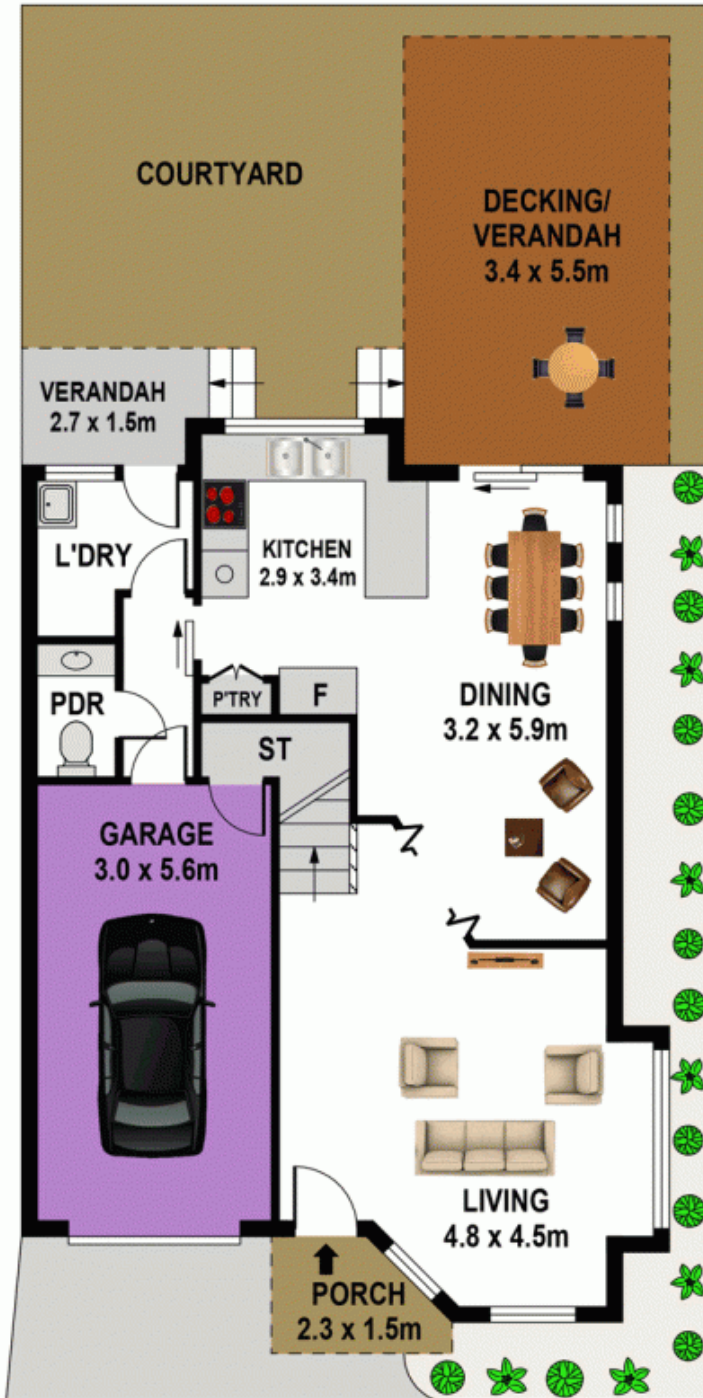 COURTYARD
DECKING/
VERANDAH
3.4 x 5.5m
VERANDAH
2.7 x 1.5m
L'DRY
KITCHEN
2.9 x 3.4m
PDR
P'TRY
F
DINING
3.2 x 5.9m
ST
GARAGE
3.0 x 5.6m
LIVING
4.8 x 4.5m
PORCH
2.3 x 1.5m